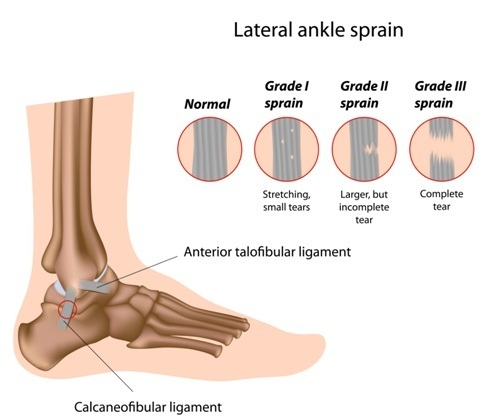 Lateral ankle sprain
Normal
Grade I
sprain
Grade II
sprain
Grade III
sprain
Stretching,
small tears
Larger, but
incomplete
tear
Complete
tear
Anterior talofibular ligament
Calcaneofibular ligament